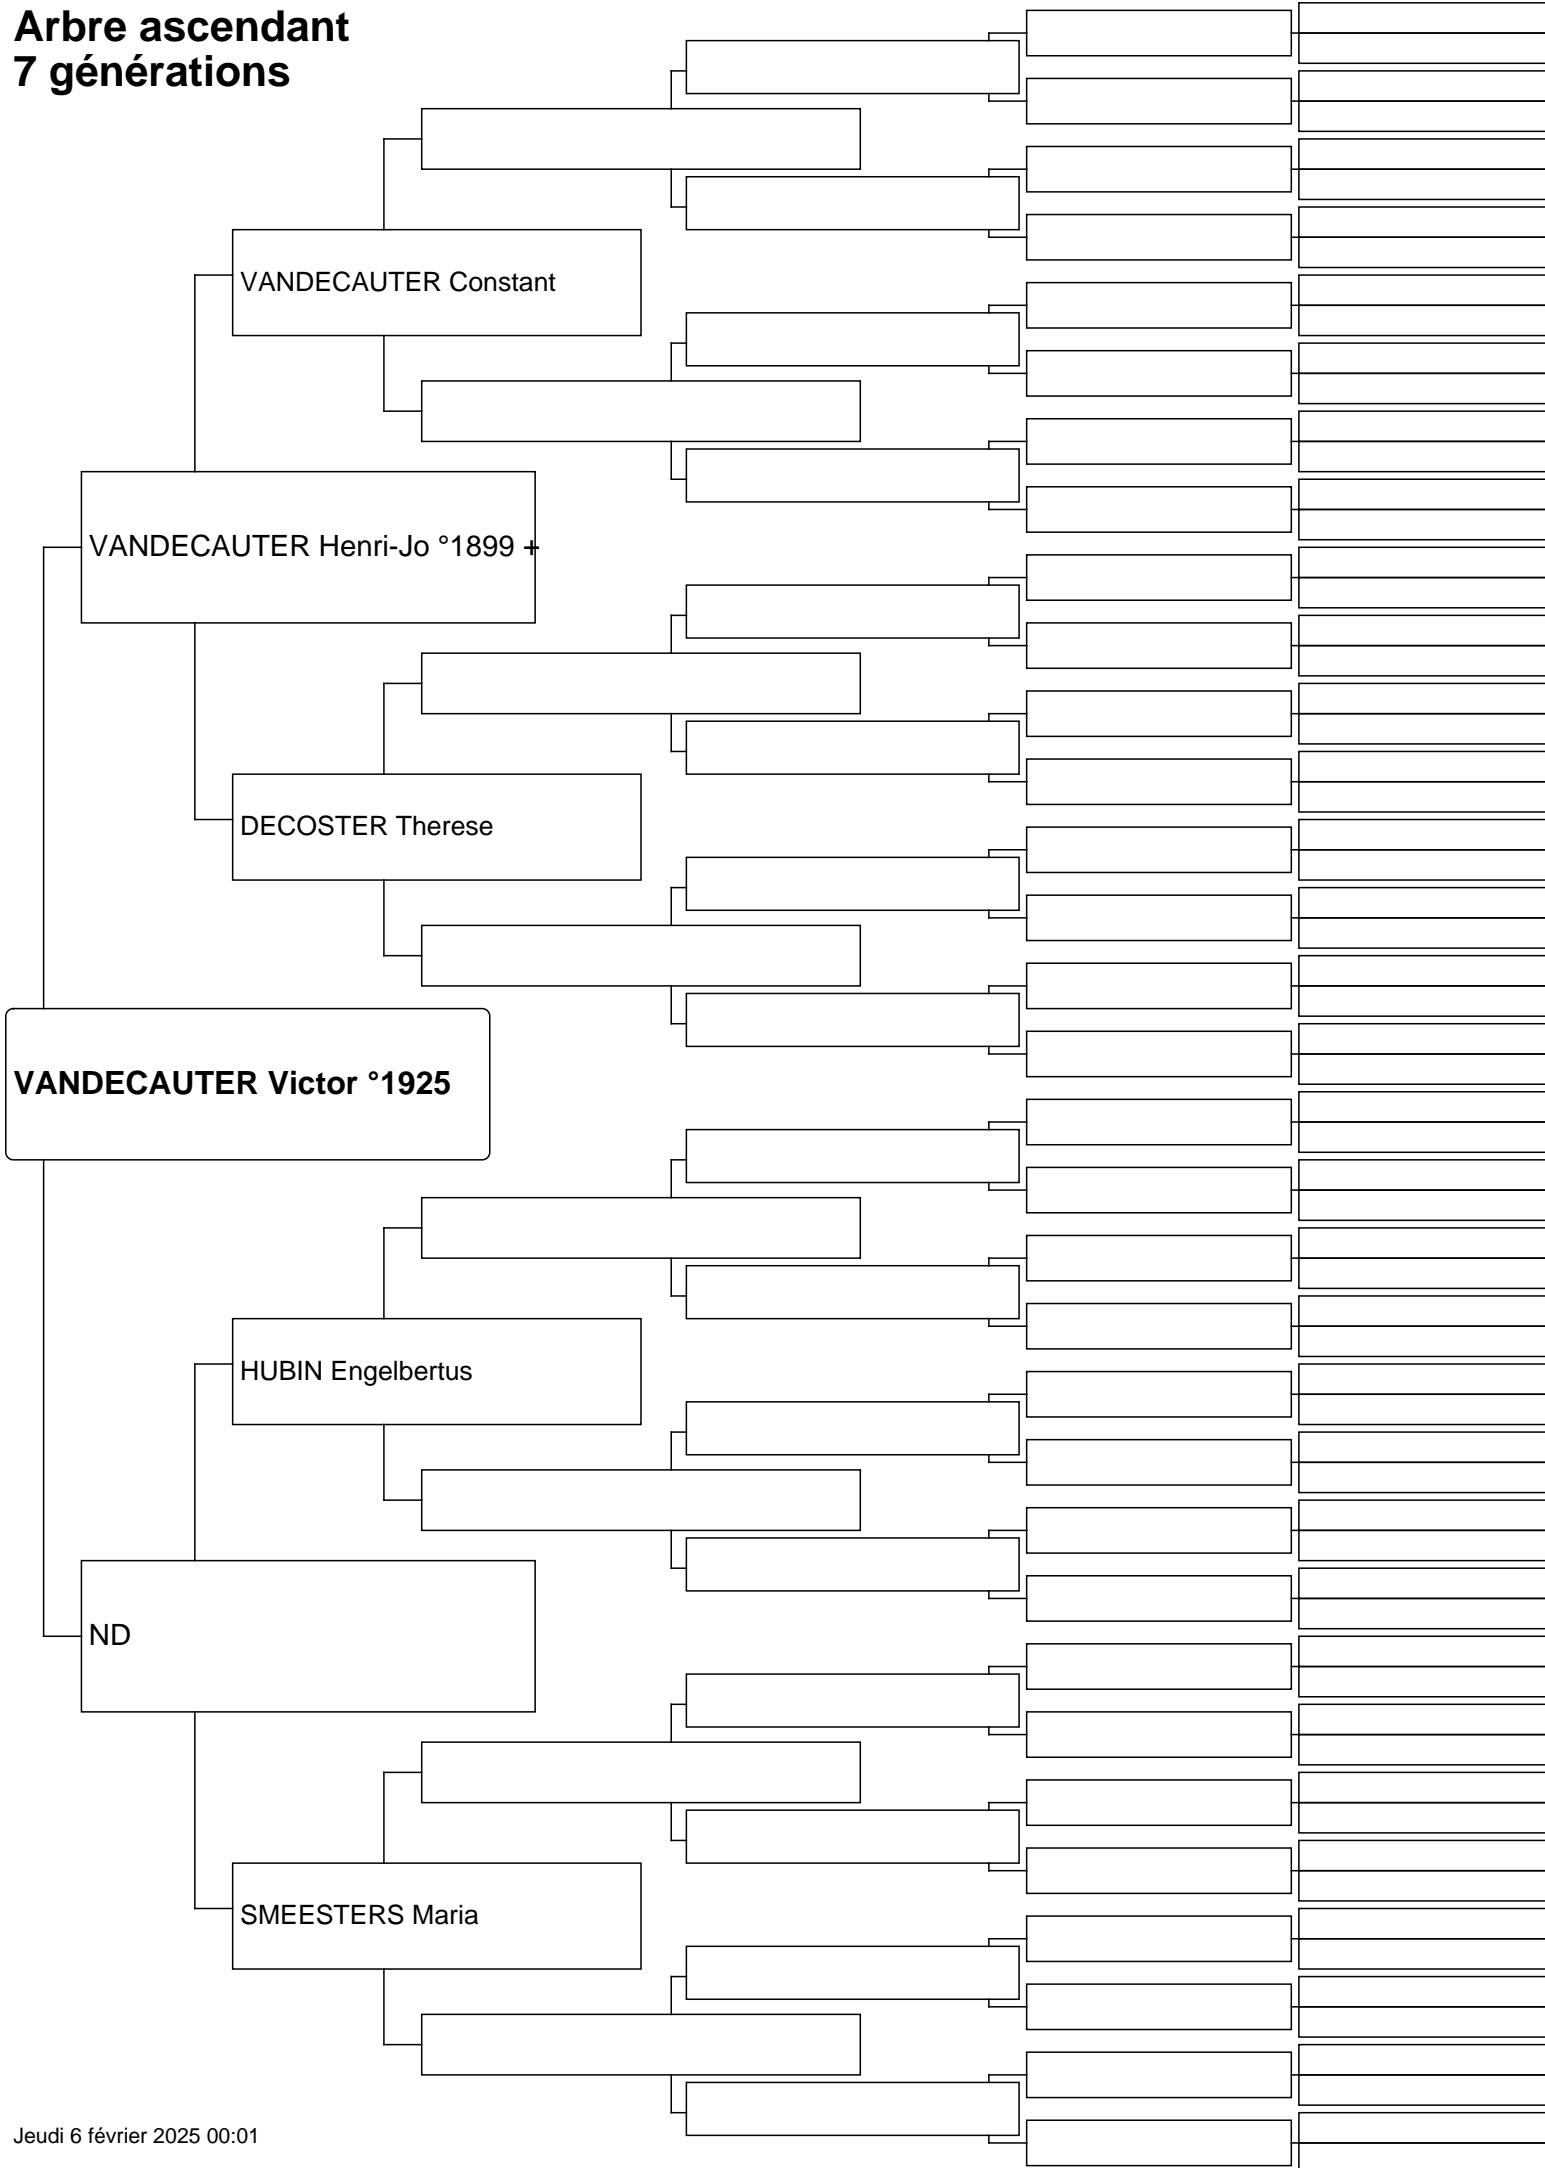 Arbre ascendant
7 générations
VANDECAUTER Constant
VANDECAUTER Henri-Jo °1899 +
DECOSTER Therese
VANDECAUTER Victor °1925
HUBIN Engelbertus
ND
SMEESTERS Maria
Jeudi 6 février 2025 00:01